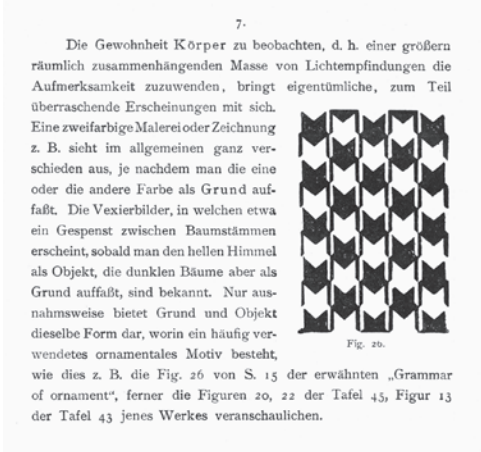 7.
Die Gewohnheit Körper zu beobachten, d. h. einer größern
räumlich zusammenhängenden Masse von Lichtempfindungen die
Aufmerksamkeit zuzuwenden, bringt eigentümliche, zum Teil
überraschende Erscheinungen mit sich.
Eine zweifarbige Malerei oder Zeichnung
z. B. sieht im allgemeinen ganz ver-
schieden aus, je nachdem man die eine
oder die andere Farbe als Grund auf-
faßt. Die Vexierbilder, in welchen etwa
ein Gespenst zwischen Baumstämmen
erscheint, sobald man den hellen Himmel
als Objekt, die dunklen Bäume aber als
Grund auffaßt, sind bekannt. Nur aus-
nahmsweise bietet Grund und Objekt
dieselbe Form dar, worin ein häufig ver-
wendetes ornamentales Motiv besteht,
wie dies z. B. die Fig. 26 von S. 15 der erwähnten „Grammar
of ornament“, ferner die Figuren 20, 22 der Tafel 45, Figur 13
der Tafel 43 jenes Werkes veranschaulichen.
Fig. 26.